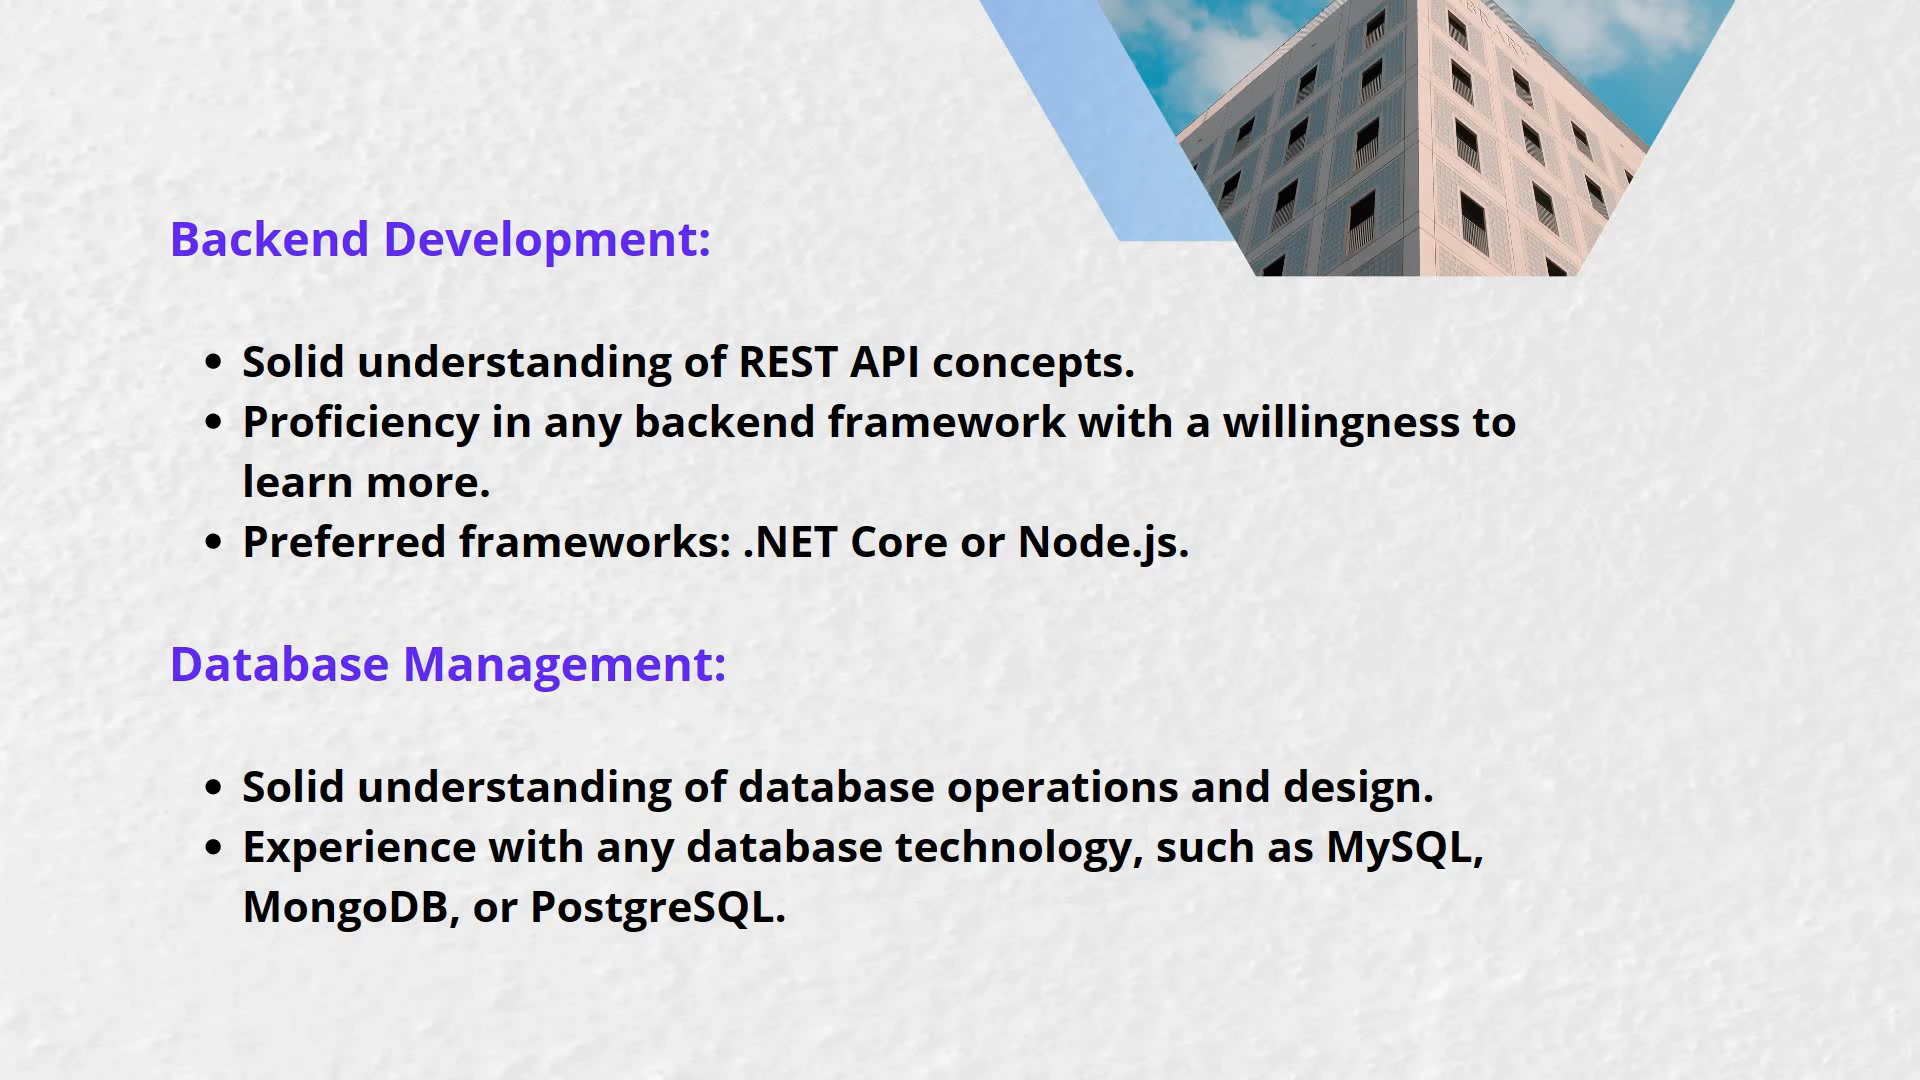 Backend Development:
• Solid understanding of REST API concepts.
• Proficiency in any backend framework with a willingness to
learn more.
• Preferred frameworks: .NET Core or Node.js.
Database Management:
• Solid understanding of database operations and design.
• Experience with any database technology, such as MySQL,
MongoDB, or PostgreSQL.